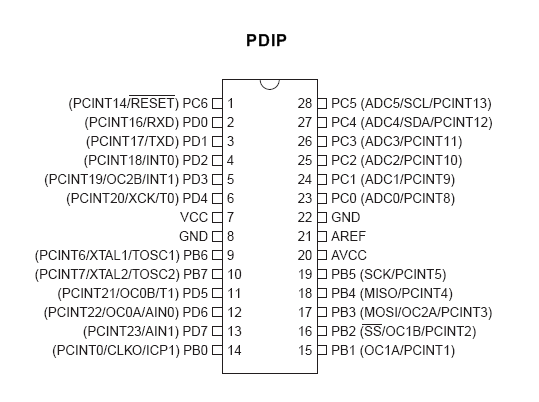 PDIP
(PCINT14/RESET) PC6 1 28 PC5 (ADC5/SCL/PCINT13)
(PCINT16/RXD) PD0 2 27 PC4 (ADC4/SDA/PCINT12)
(PCINT17/TXD) PD1 3 26 PC3 (ADC3/PCINT11)
(PCINT18/INT0) PD2 4 25 PC2 (ADC2/PCINT10)
(PCINT19/OC2B/INT1) PD3 5 24 PC1 (ADC1/PCINT9)
(PCINT20/XCK/T0) PD4 6 23 PC0 (ADC0/PCINT8)
VCC 7 22 GND
GND 8 21 AREF
(PCINT6/XTAL1/TOSC1) PB6 9 20 AVCC
(PCINT7/XTAL2/TOSC2) PB7 10 19 PB5 (SCK/PCINT5)
(PCINT21/OC0B/T1) PD5 11 18 PB4 (MISO/PCINT4)
(PCINT22/OC0A/AIN0) PD6 12 17 PB3 (MOSI/OC2A/PCINT3)
(PCINT23/AIN1) PD7 13 16 PB2 (SS/OC1B/PCINT2)
(PCINT0/CLKO/ICP1) PB0 14 15 PB1 (OC1A/PCINT1)